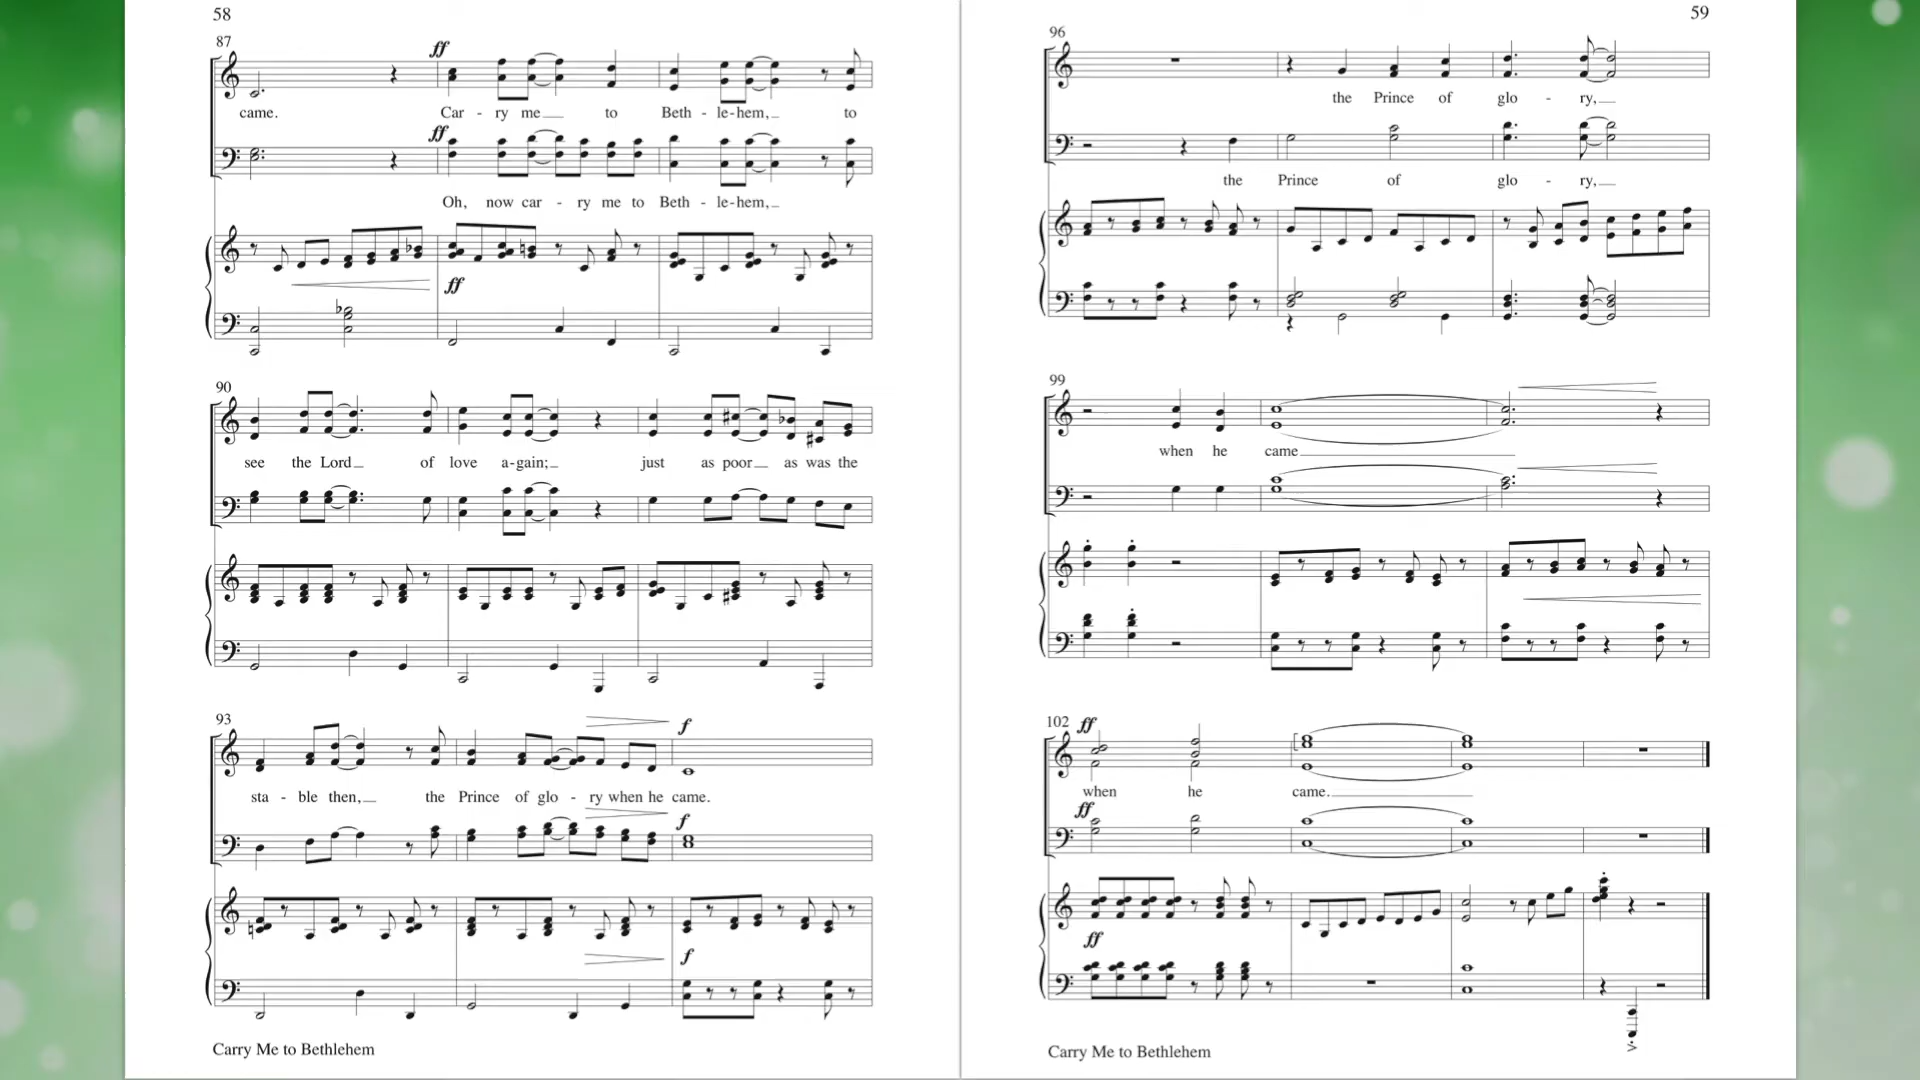 58
87
ff
came. Car - ry me to Beth - le-hem, to
ff
Oh, now car - ry me to Beth - le-hem,
ff
90
see the Lord of love a-gain; just as poor as was the
93
f
sta - ble then, the Prince of glo - ry when he came.
f
f
Carry Me to Bethlehem
59
96
the Prince of glo - ry,
the Prince of glo - ry,
99
when he came
102
ff
when he came.
ff
ff
Carry Me to Bethlehem